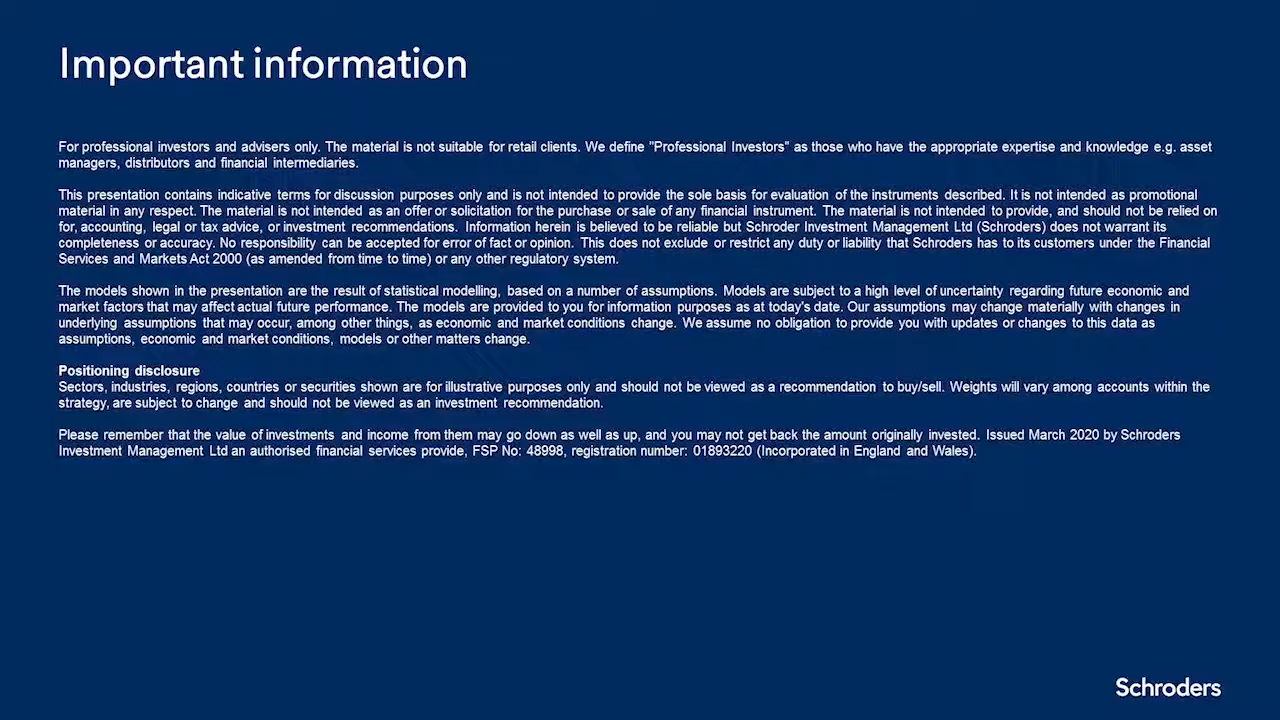 Important information
For professional investors and advisers only. The material is not suitable for retail clients. We define "Professional Investors" as those who have the appropriate expertise and knowledge e.g. asset
managers, distributors and financial intermediaries.
This presentation contains indicative terms for discussion purposes only and is not intended to provide the sole basis for evaluation of the instruments described. It is not intended as promotional
material in any respect. The material is not intended as an offer or solicitation for the purchase or sale of any financial instrument. The material is not intended to provide, and should not be relied on
for, accounting, legal or tax advice, or investment recommendations. Information herein is believed to be reliable but Schroder Investment Management Ltd (Schroders) does not warrant its
completeness or accuracy. No responsibility can be accepted for error of fact or opinion. This does not exclude or restrict any duty or liability that Schroders has to its customers under the Financial
Services and Markets Act 2000 (as amended from time to time) or any other regulatory system.
The models shown in the presentation are the result of statistical modelling, based on a number of assumptions. Models are subject to a high level of uncertainty regarding future economic and
market factors that may affect actual future performance. The models are provided to you for information purposes as at today's date. Our assumptions may change materially with changes in
underlying assumptions that may occur, among other things, as economic and market conditions change. We assume no obligation to provide you with updates or changes to this data as
assumptions, economic and market conditions, models or other matters change.
Positioning disclosure
Sectors, industries, regions, countries or securities shown are for illustrative purposes only and should not be viewed as a recommendation to buy/sell. Weights will vary among accounts within the
strategy, are subject to change and should not be viewed as an investment recommendation.
Please remember that the value of investments and income from them may go down as well as up, and you may not get back the amount originally invested. Issued March 2020 by Schroders
Investment Management Ltd an authorised financial services provide, FSP No: 48998, registration number: 01893220 (Incorporated in England and Wales).
Schroders